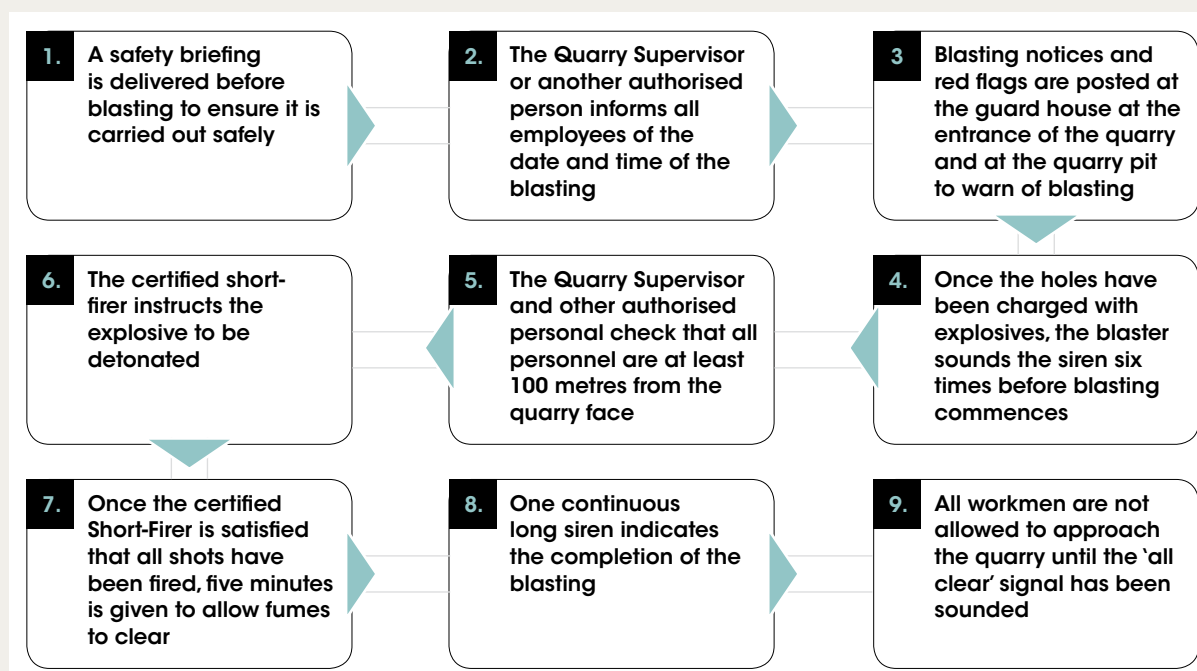 1. A safety briefing
is delivered before
blasting to ensure it is
carried out safely
2. The Quarry Supervisor
or another authorised
person informs all
employees of the
date and time of the
blasting
3 Blasting notices and
red flags are posted at
the guard house at the
entrance of the quarry
and at the quarry pit
to warn of blasting
4. Once the holes have
been charged with
explosives, the blaster
sounds the siren six
times before blasting
commences
5. The Quarry Supervisor
and other authorised
personal check that all
personnel are at least
100 metres from the
quarry face
6. The certified short-
firer instructs the
explosive to be
detonated
7. Once the certified
Short-Firer is satisfied
that all shots have
been fired, five minutes
is given to allow fumes
to clear
8. One continuous
long siren indicates
the completion of the
blasting
9. All workmen are not
allowed to approach
the quarry until the ‘all
clear’ signal has been
sounded